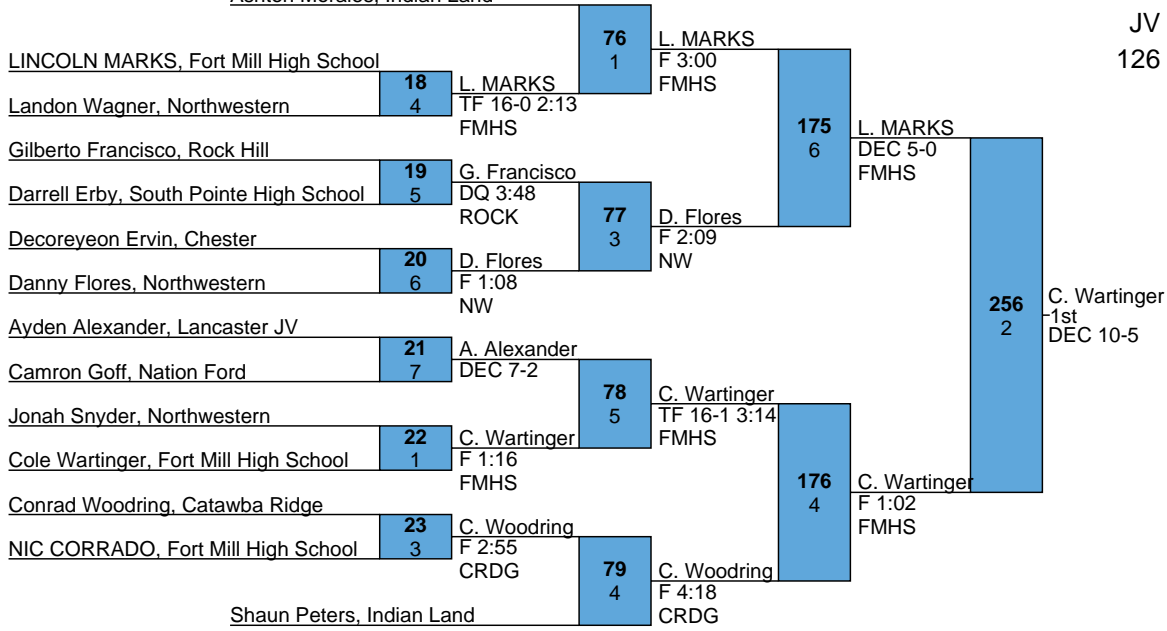 Ashton Morales, Indian Land
JV
126
76
1
L. MARKS
F 3:00
FMHS
LINCOLN MARKS, Fort Mill High School
18
4
L. MARKS
TF 16-0 2:13
FMHS
Landon Wagner, Northwestern
175
6
L. MARKS
DEC 5-0
FMHS
Gilberto Francisco, Rock Hill
19
5
G. Francisco
DQ 3:48
ROCK
Darrell Erby, South Pointe High School
77
3
D. Flores
F 2:09
NW
Decoreyeon Ervin, Chester
20
6
D. Flores
F 1:08
NW
Danny Flores, Northwestern
256
2
C. Wartinger
1st
DEC 10-5
Ayden Alexander, Lancaster JV
21
7
A. Alexander
DEC 7-2
Camron Goff, Nation Ford
78
5
C. Wartinger
TF 16-1 3:14
FMHS
Jonah Snyder, Northwestern
22
1
C. Wartinger
F 1:16
FMHS
Cole Wartinger, Fort Mill High School
176
4
C. Wartinger
F 1:02
FMHS
Conrad Woodring, Catawba Ridge
23
3
C. Woodring
F 2:55
CRDG
NIC CORRADO, Fort Mill High School
79
4
C. Woodring
F 4:18
CRDG
Shaun Peters, Indian Land